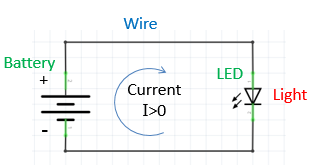 Wire
Battery
+
LED
Light
Current
I>0
-